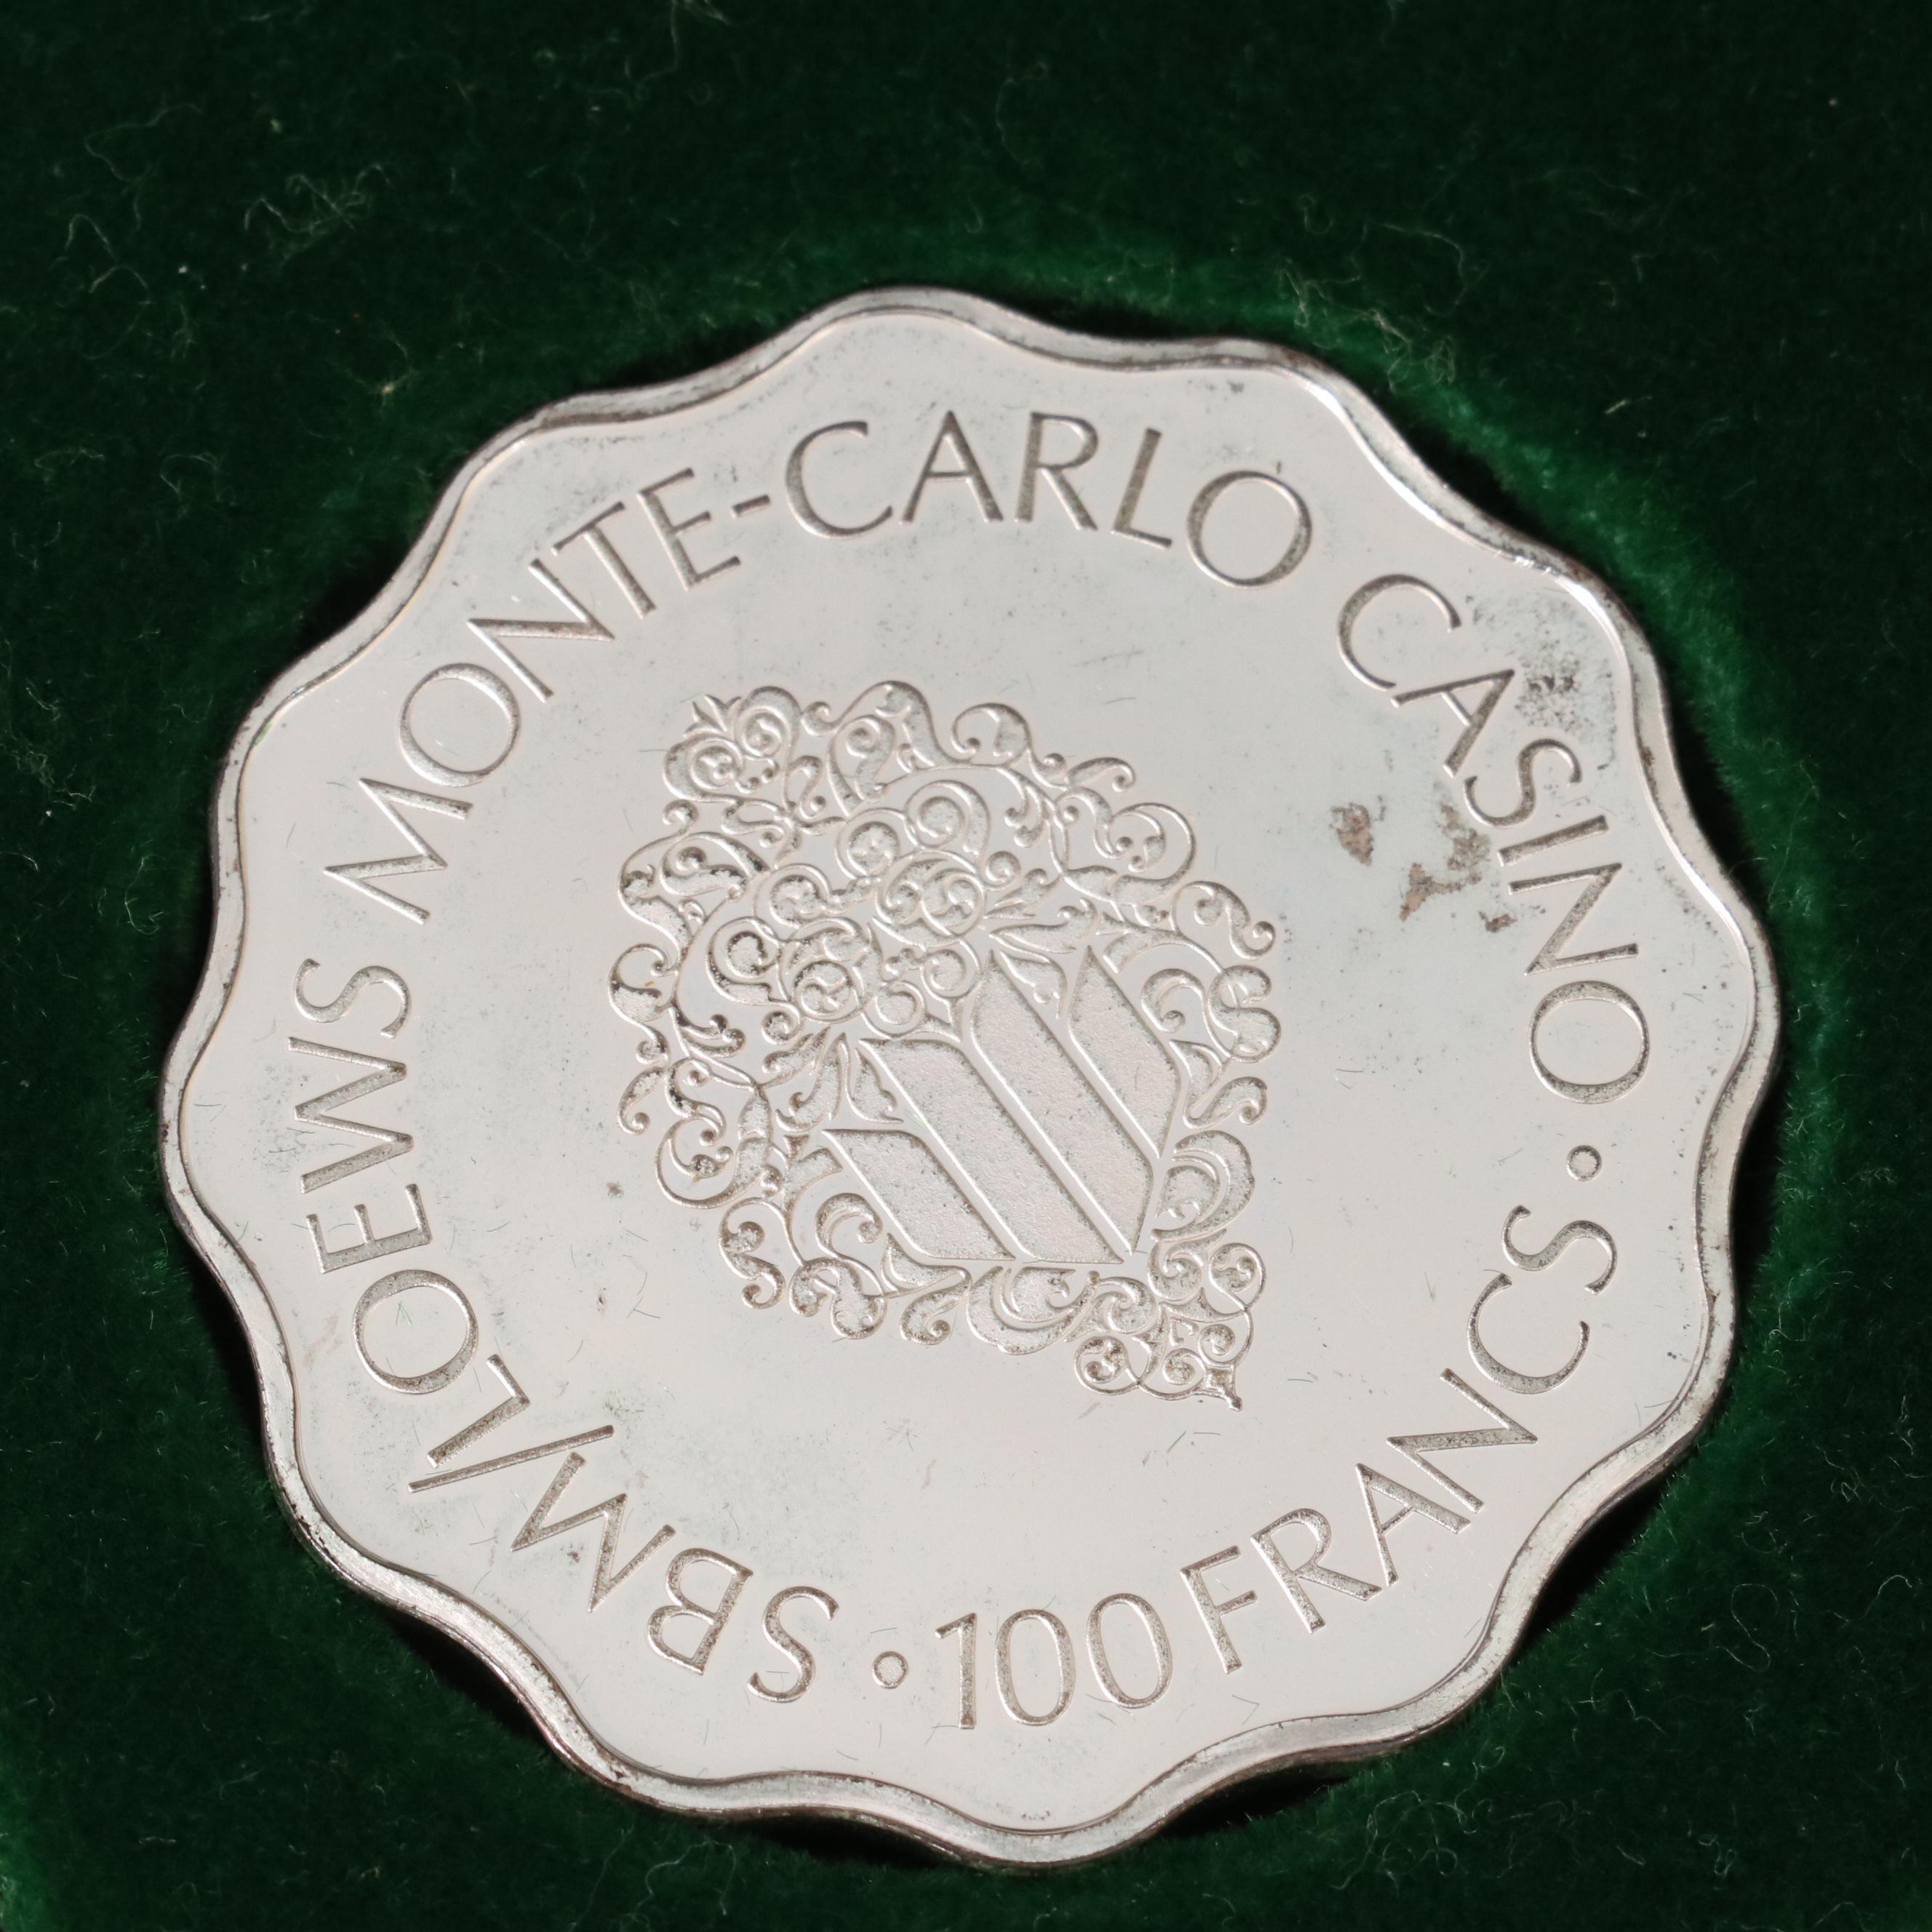 SBM/LOEWS MONTE-CARLO CASINO •
100 FRANCS •